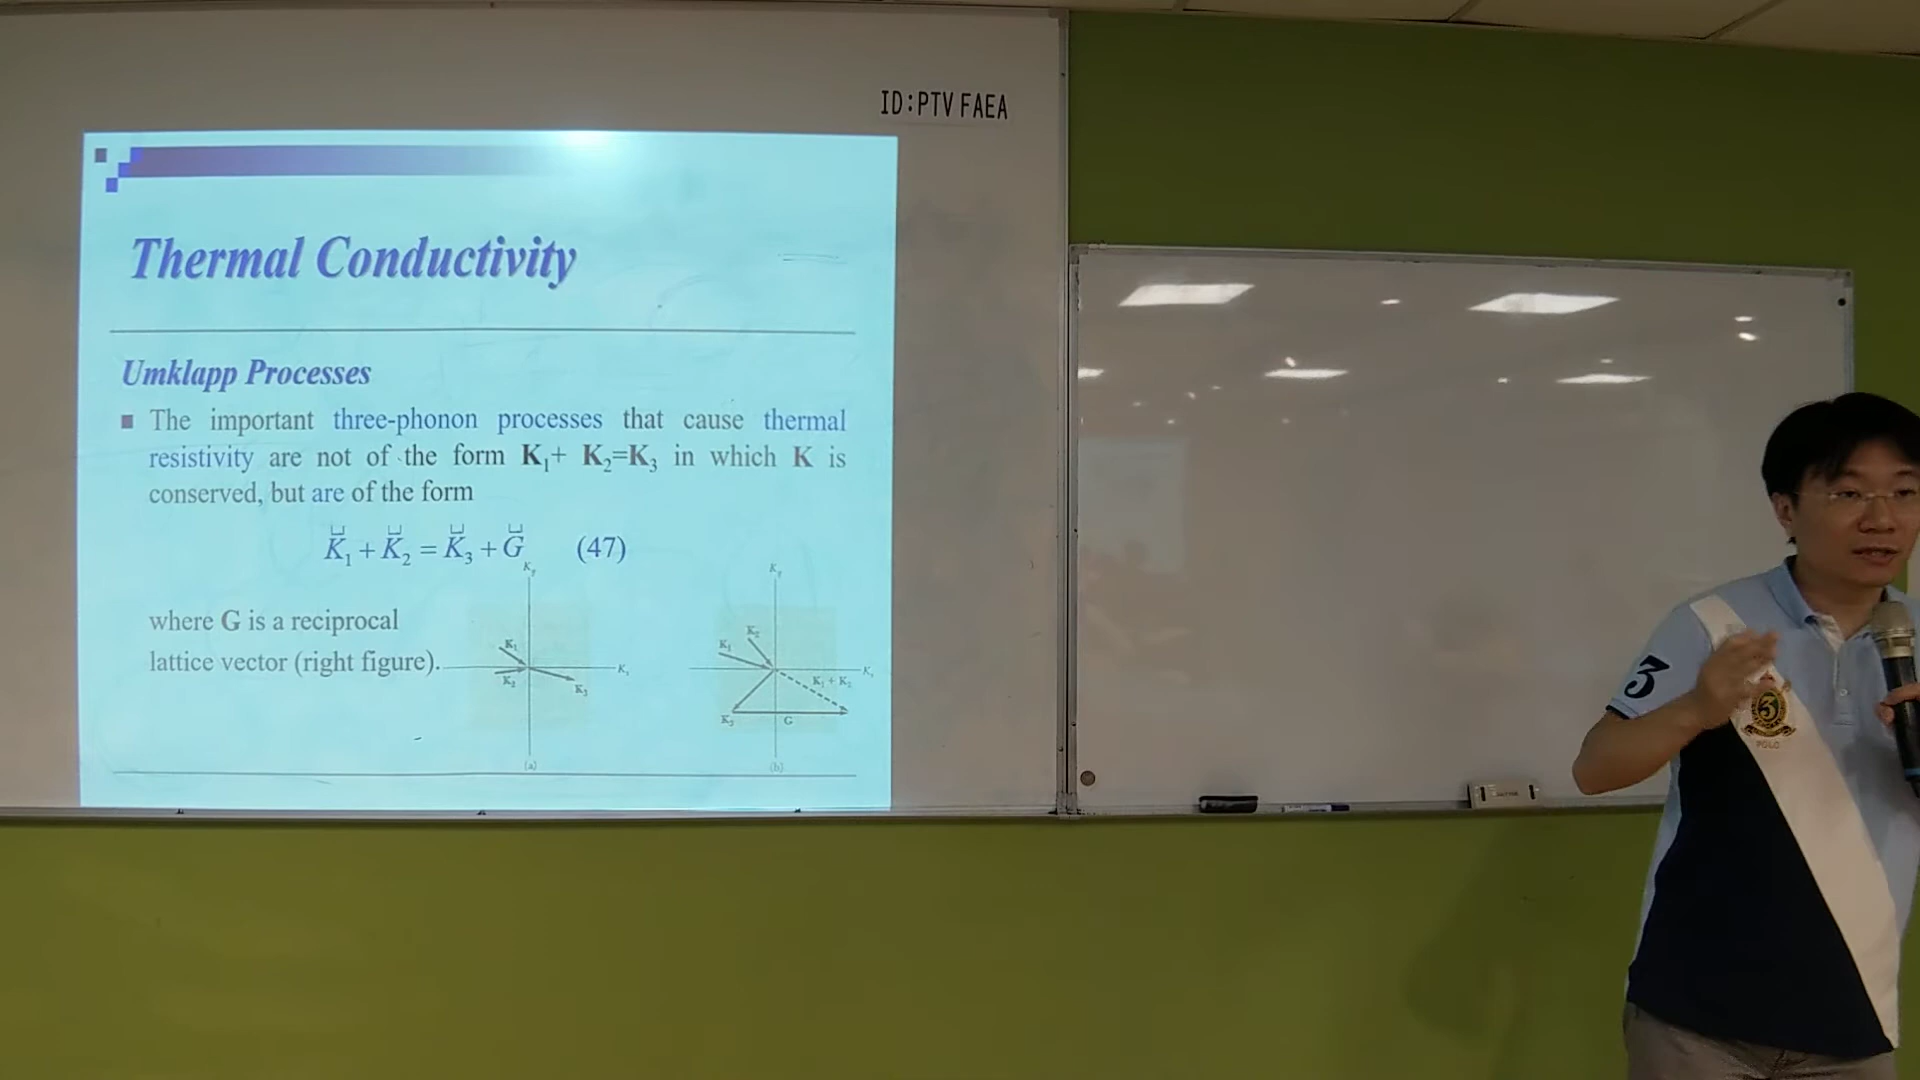 ID:PTV FAEA
Thermal Conductivity
Umklapp Processes
■ The important three-phonon processes that cause thermal
resistivity are not of the form K₁+ K₂=K₃ in which K is
conserved, but are of the form
K₁ + K₂ = K₃ + G (47)
where G is a reciprocal
lattice vector (right figure).
Ky
K₁
K₂
Kx
K₃
(a)
Ky
K₂
K₁
Kx
K₁ + K₂
K₃
G
(b)
3
3
POLO